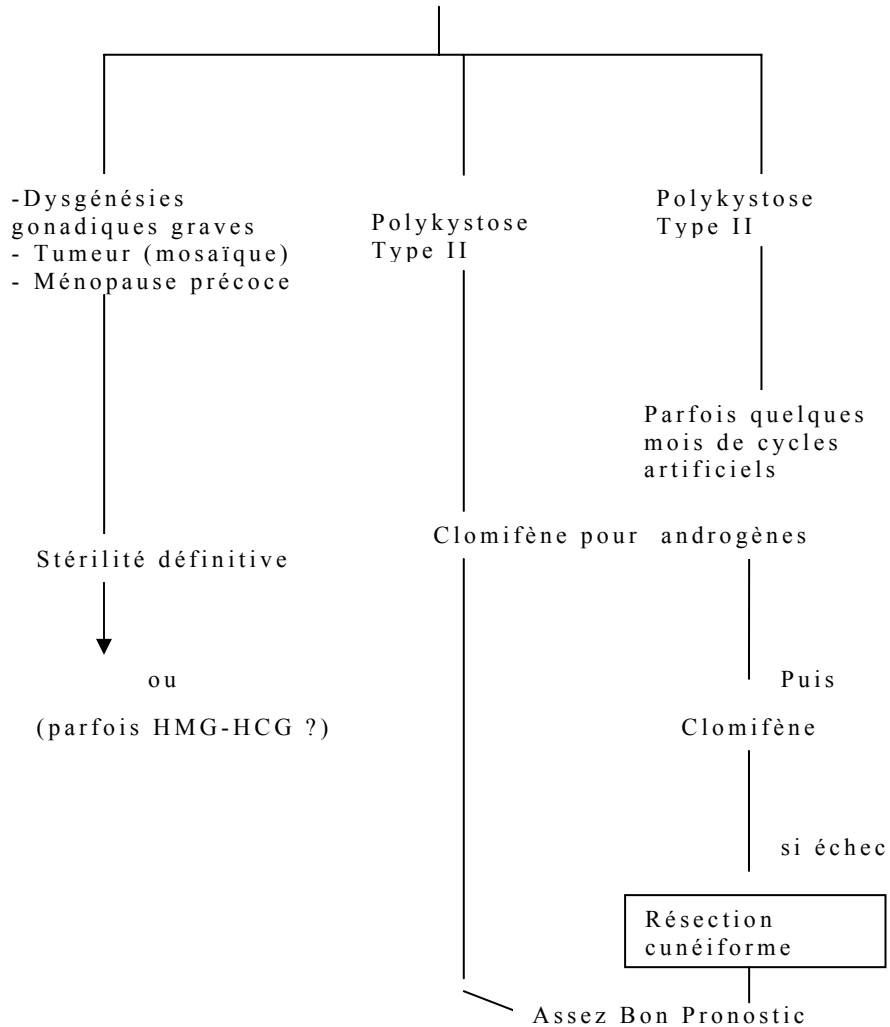 -Dysgénésies
gonadiques graves
- Tumeur (mosaïque)
- Ménopause précoce
Polykystose
Type II
Polykystose
Type II
Parfois quelques
mois de cycles
artificiels
Clomifène pour androgènes
Stérilité définitive
ou
(parfois HMG-HCG ?)
Puis
Clomifène
si échec
Résection
cunéiforme
Assez Bon Pronostic